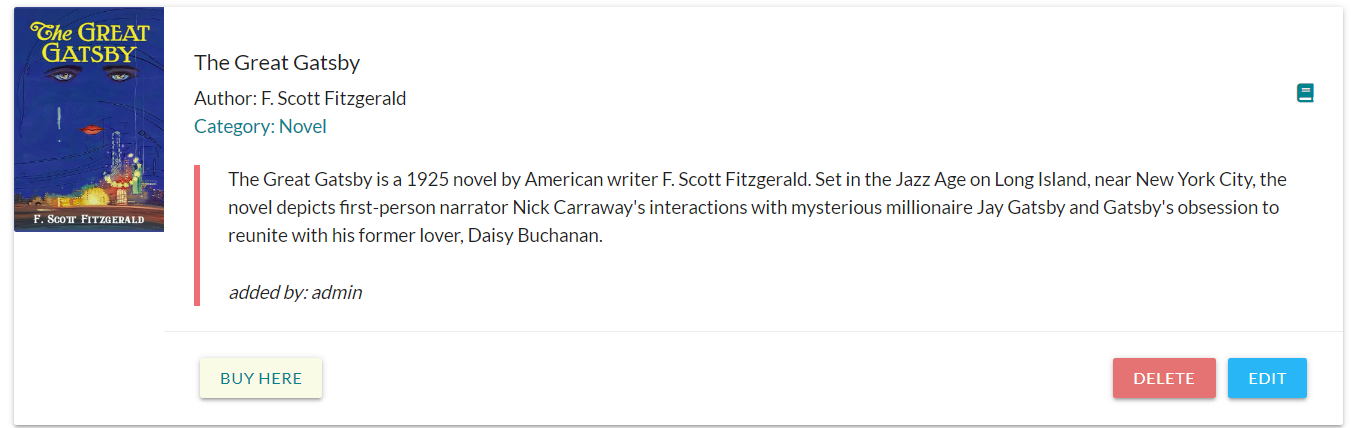 The GREAT
GATSBY
F. SCOTT FITZGERALD
The Great Gatsby
Author: F. Scott Fitzgerald
Category: Novel
The Great Gatsby is a 1925 novel by American writer F. Scott Fitzgerald. Set in the Jazz Age on Long Island, near New York City, the
novel depicts first-person narrator Nick Carraway's interactions with mysterious millionaire Jay Gatsby and Gatsby's obsession to
reunite with his former lover, Daisy Buchanan.
added by: admin
BUY HERE
DELETE
EDIT